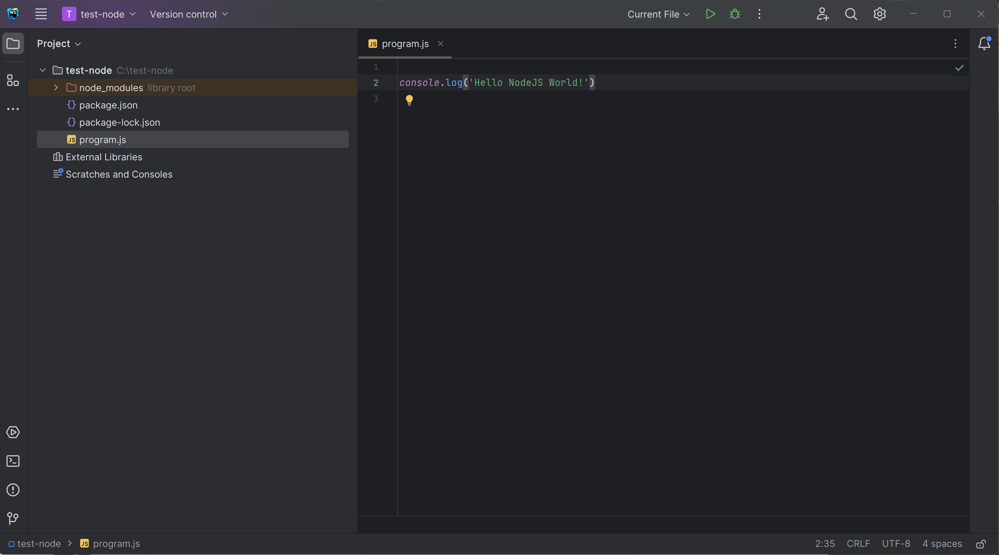 WS
T test-node Version control Current File
Project
JS program.js
test-node C:\test-node
node_modules library root
{} package.json
{} package-lock.json
JS program.js
External Libraries
Scratches and Consoles
1
2 console.log('Hello NodeJS World!')
3
test-node > JS program.js
2:35 CRLF UTF-8 4 spaces